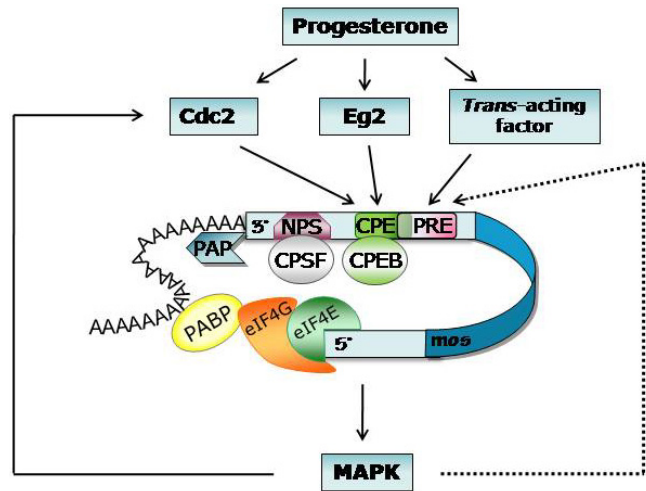 Progesterone
Cdc2
Eg2
Trans-acting
factor
AAAAAAAAA
3'
NPS
CPE
PRE
PAP
CPSF
CPEB
AAAAAAAA
PABP
eIF4G
eIF4E
5'
mos
MAPK